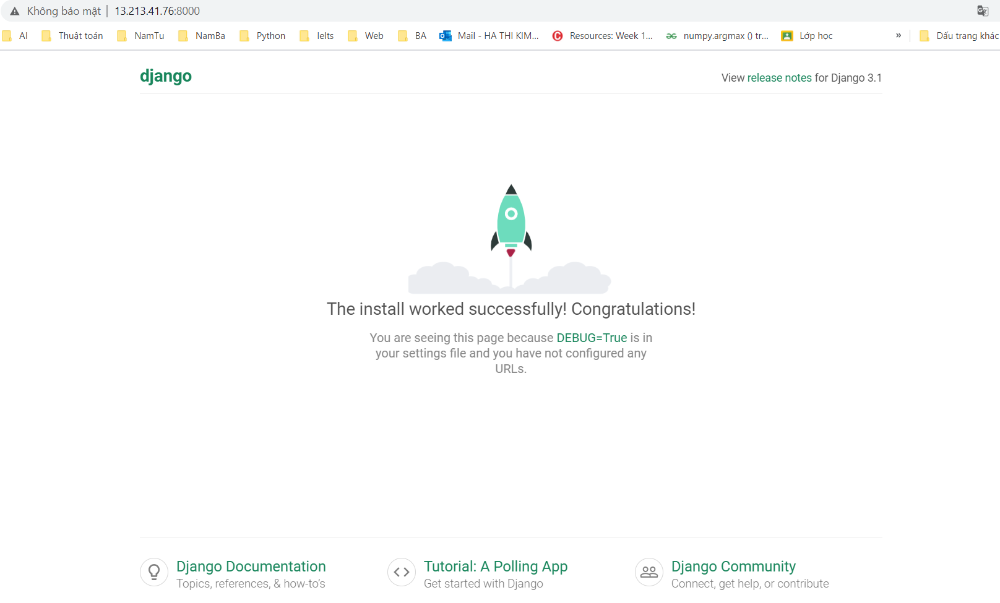 Không bảo mật | 13.213.41.76:8000
AI Thuật toán NamTu NamBa Python Ielts Web BA Mail - HA THI KIM... Resources: Week 1... numpy.argmax () tr... Lớp học » Dấu trang khác
django View release notes for Django 3.1
The install worked successfully! Congratulations!
You are seeing this page because DEBUG=True is in
your settings file and you have not configured any
URLs.
Django Documentation Tutorial: A Polling App Django Community
Topics, references, & how-to’s Get started with Django Connect, get help, or contribute